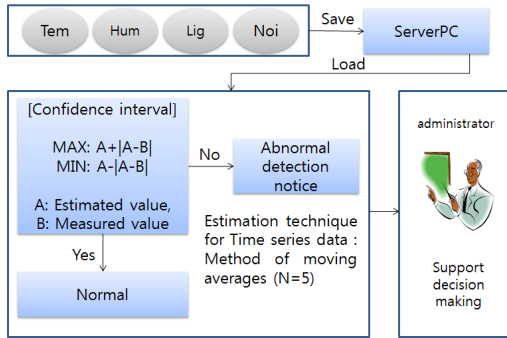 Tem
Hum
Lig
Noi
Save
ServerPC
Load
[Confidence interval]
MAX: A+|A-B|
MIN: A-|A-B|
A: Estimated value,
B: Measured value
No
Abnormal
detection
notice
Yes
Normal
Estimation technique
for Time series data :
Method of moving
averages (N=5)
administrator
Support
decision
making